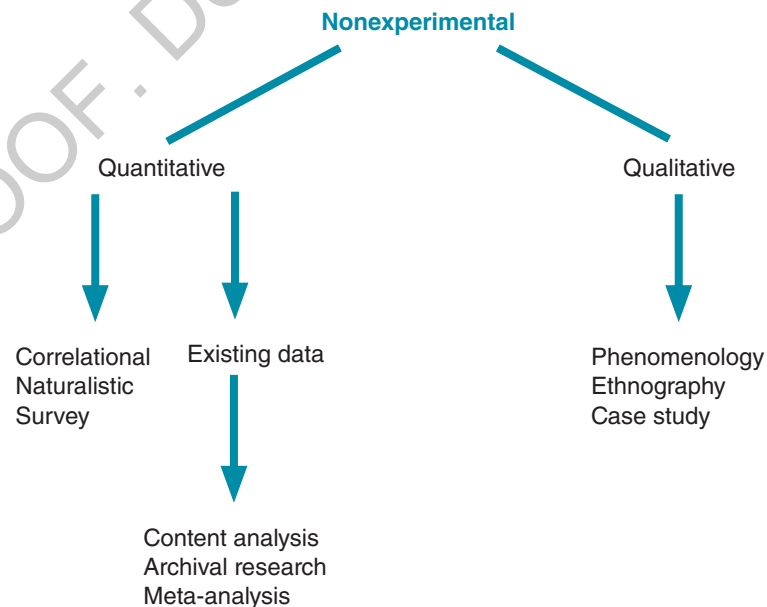 Nonexperimental
Quantitative
Qualitative
Correlational
Naturalistic
Survey
Existing data
Phenomenology
Ethnography
Case study
Content analysis
Archival research
Meta-analysis